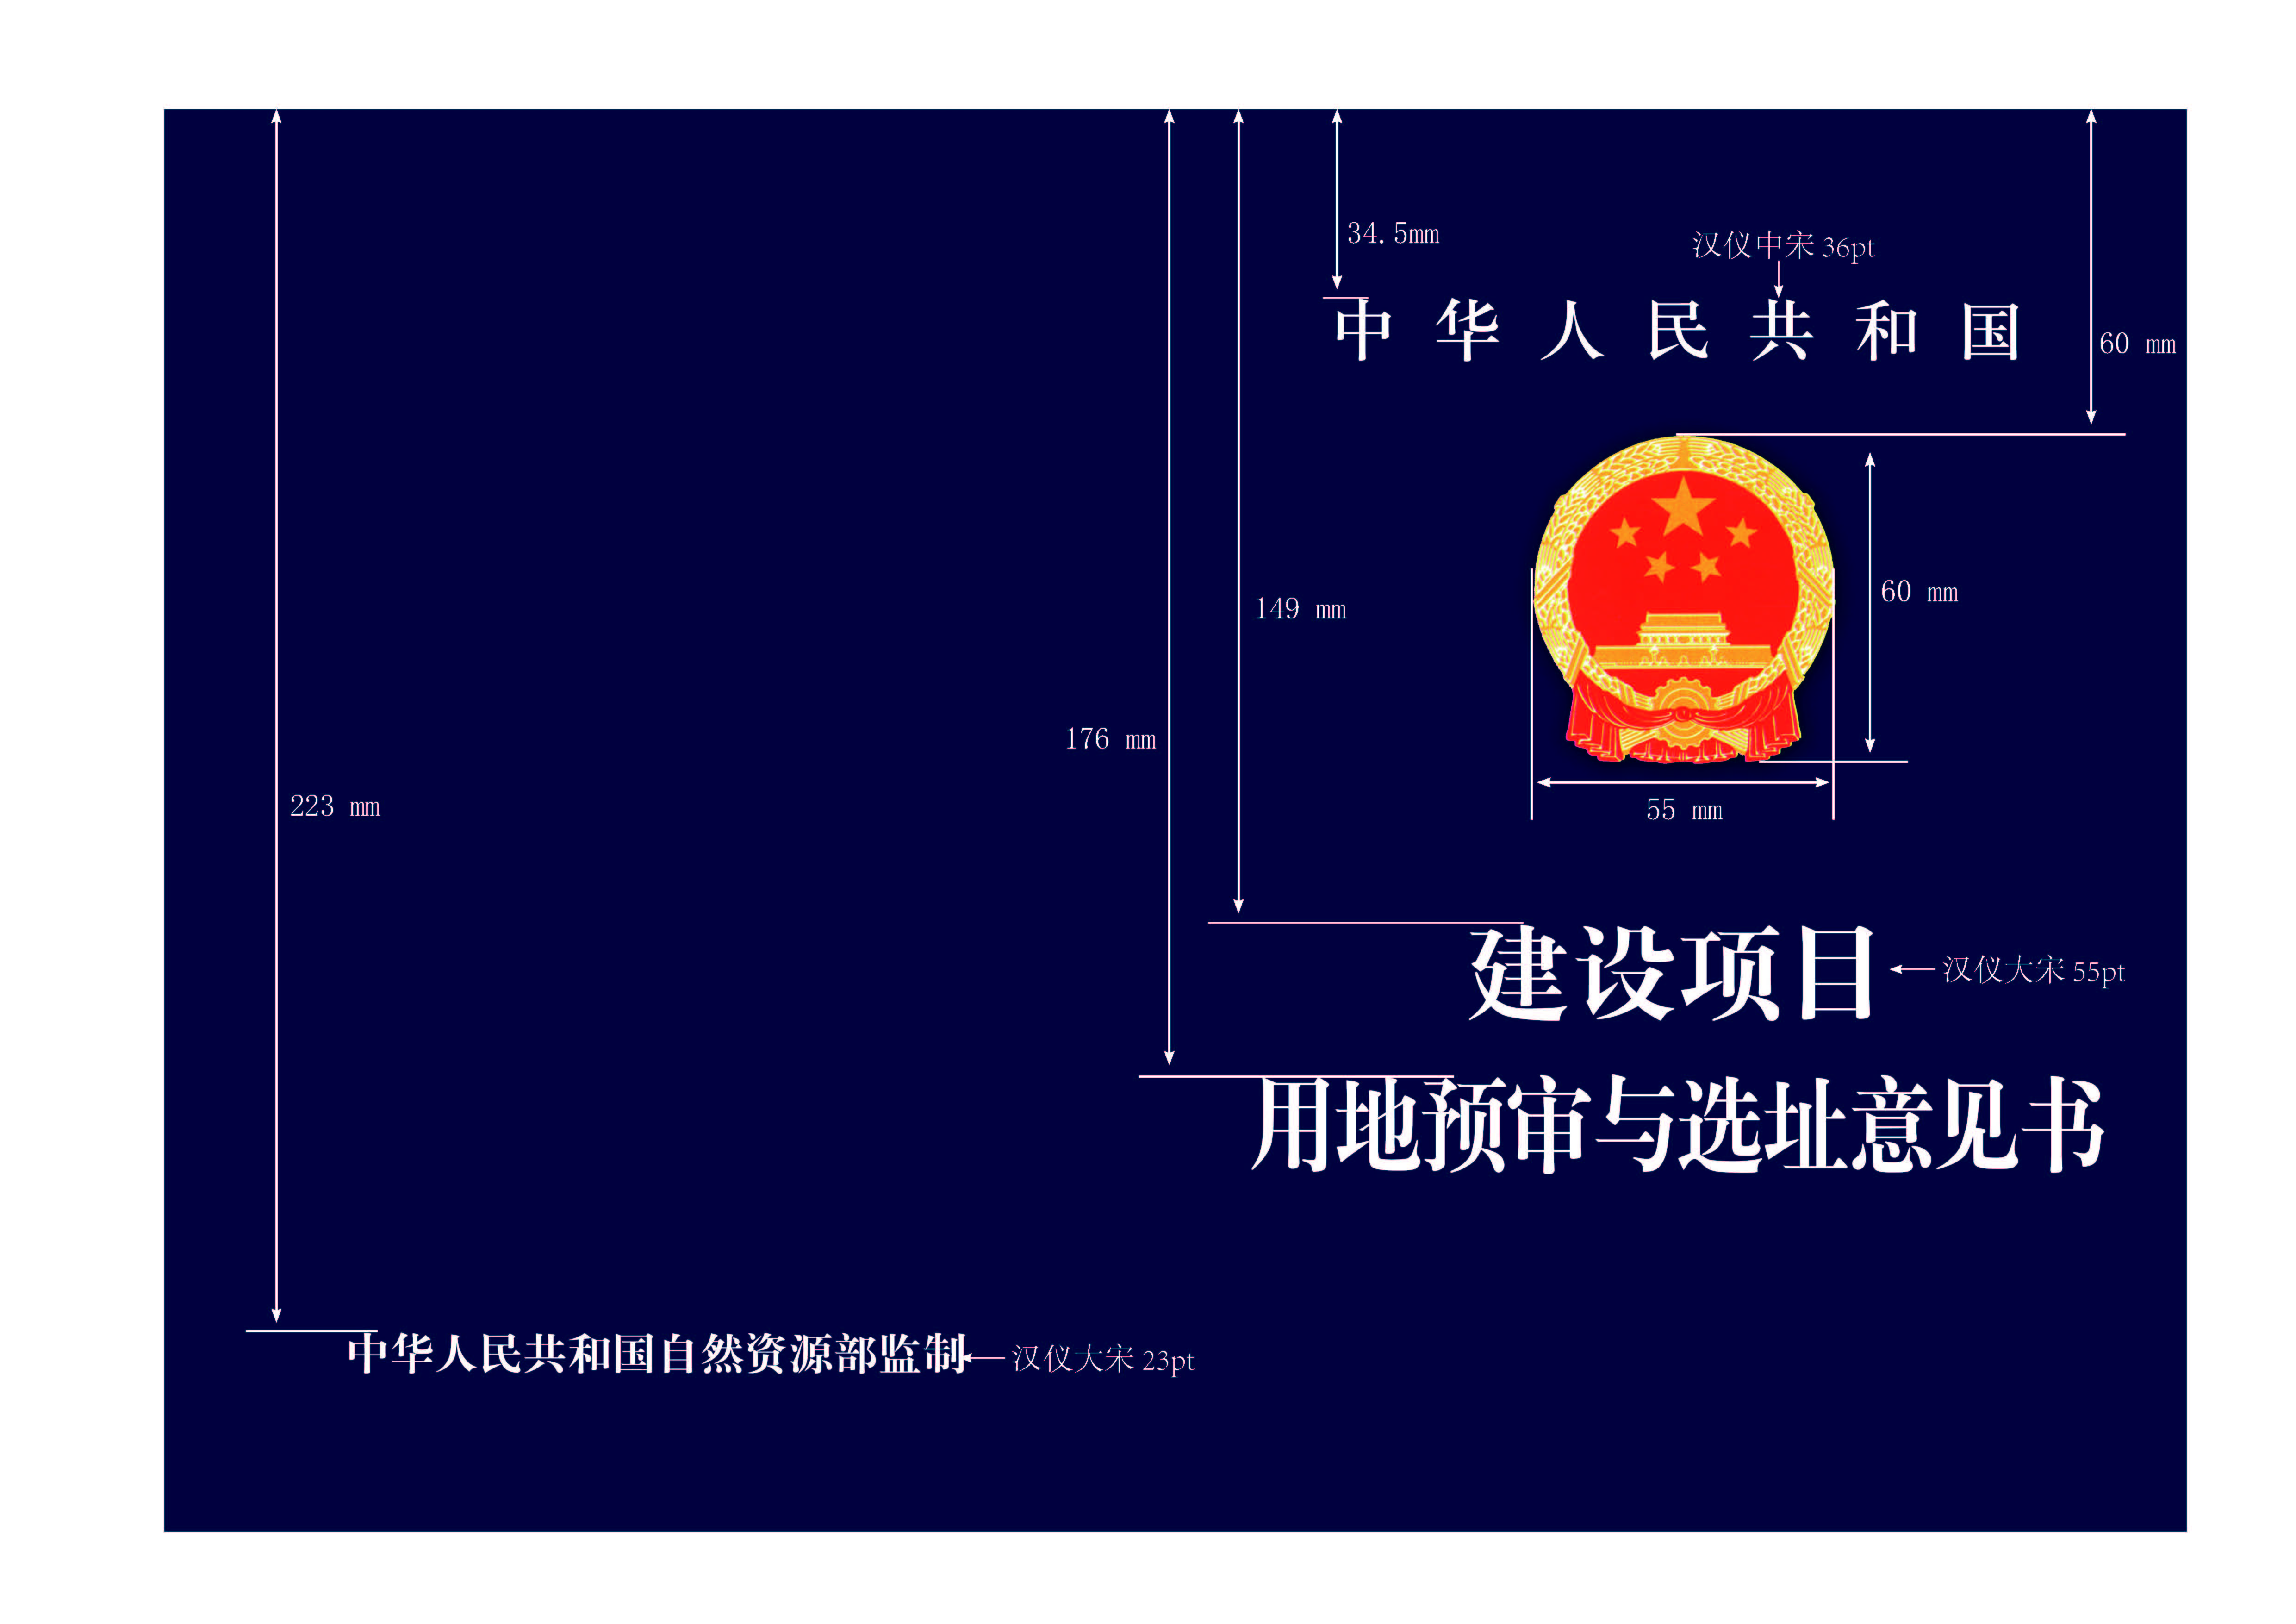 34.5mm
汉仪中宋 36pt
中华人民共和国
60 mm
60 mm
55 mm
149 mm
176 mm
223 mm
建设项目
汉仪大宋 55pt
用地预审与选址意见书
中华人民共和国自然资源部监制
汉仪大宋 23pt